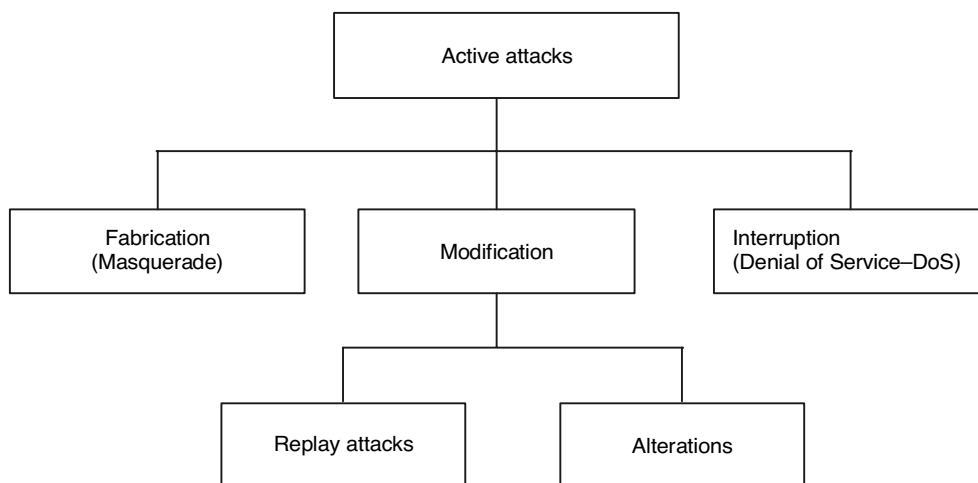 Active attacks
Fabrication
(Masquerade)
Modification
Interruption
(Denial of Service–DoS)
Replay attacks
Alterations